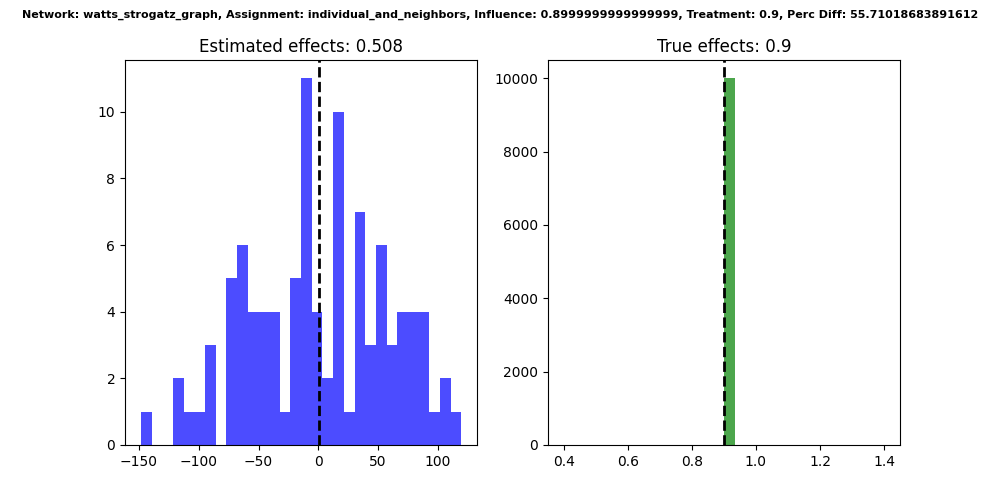 Network: watts_strogatz_graph, Assignment: individual_and_neighbors, Influence: 0.8999999999999999, Treatment: 0.9, Perc Diff: 55.71018683891612
Estimated effects: 0.508
True effects: 0.9
10
8
6
4
2
0
−150 −100 −50 0 50 100
10000
8000
6000
4000
2000
0
0.4 0.6 0.8 1.0 1.2 1.4